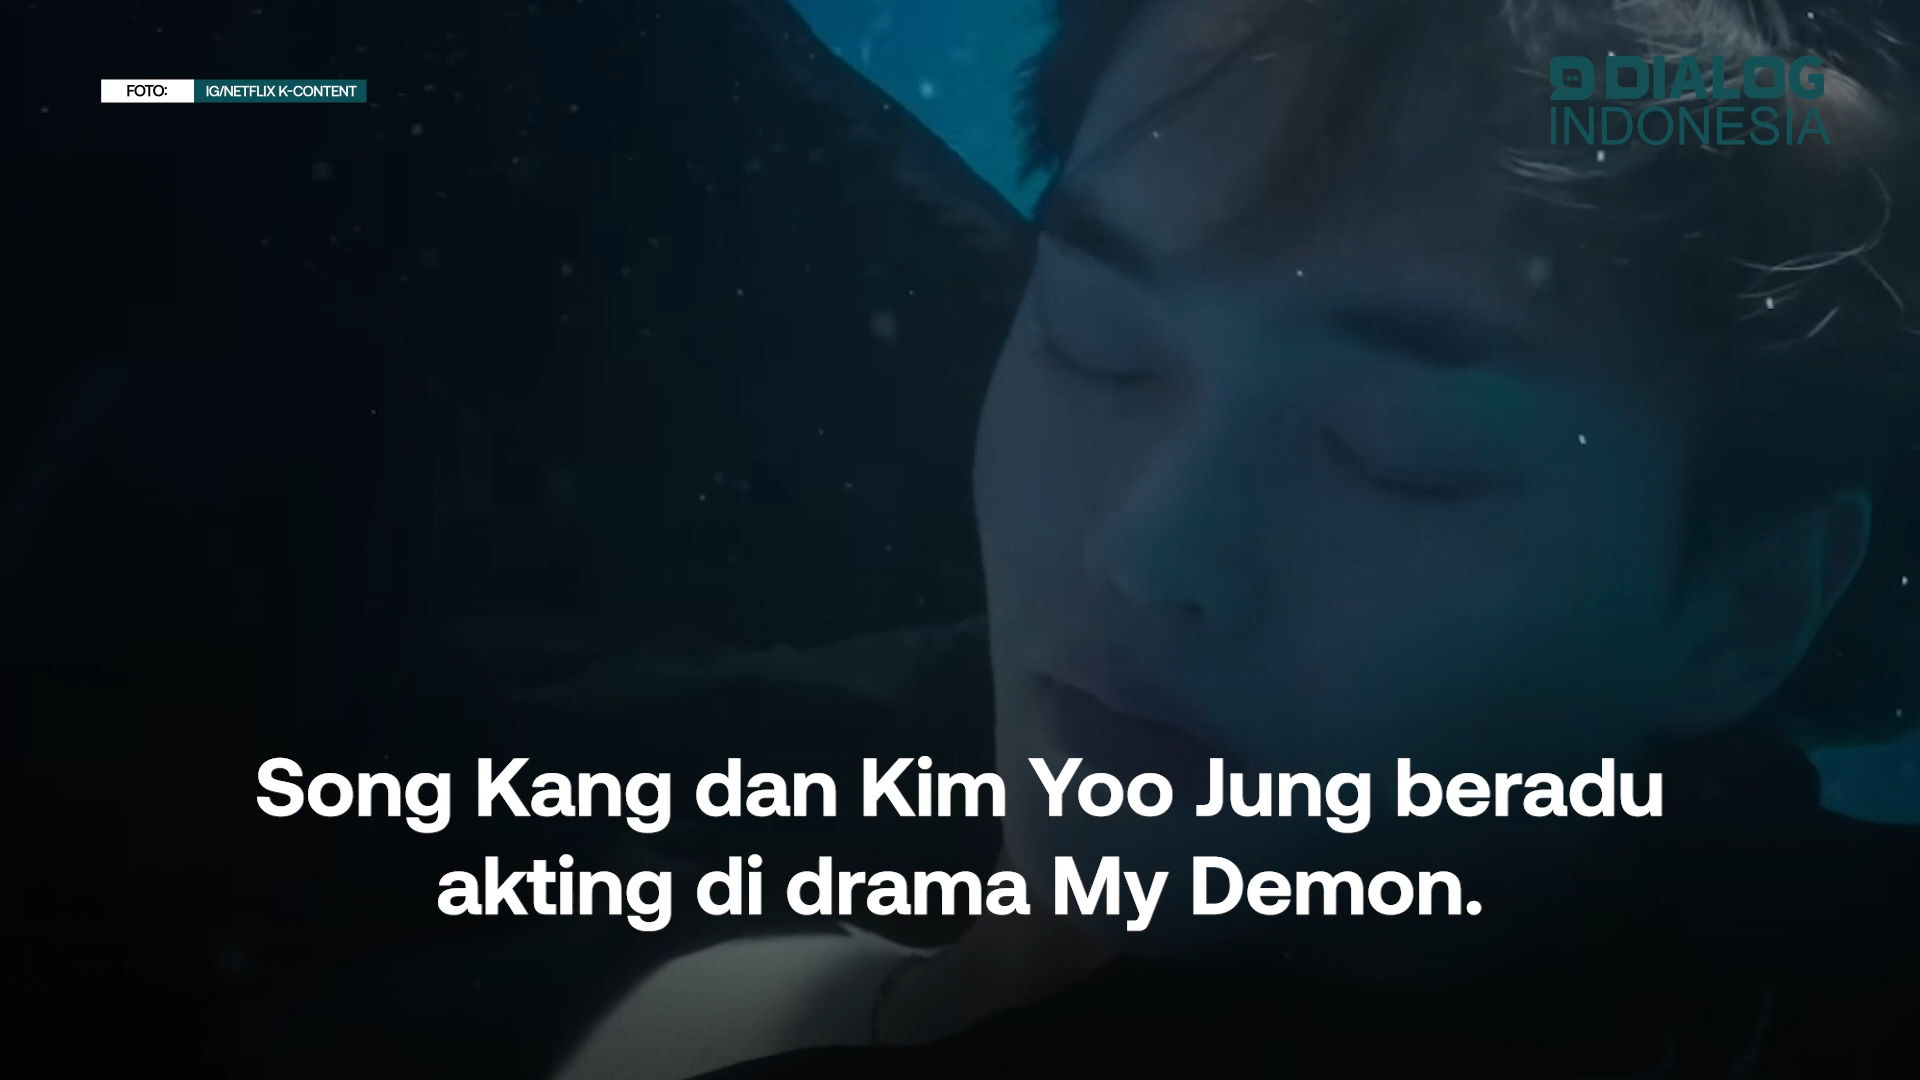 FOTO: IG/NETFLIX K-CONTENT
DIALOG
INDONESIA
Song Kang dan Kim Yoo Jung beradu
akting di drama My Demon.